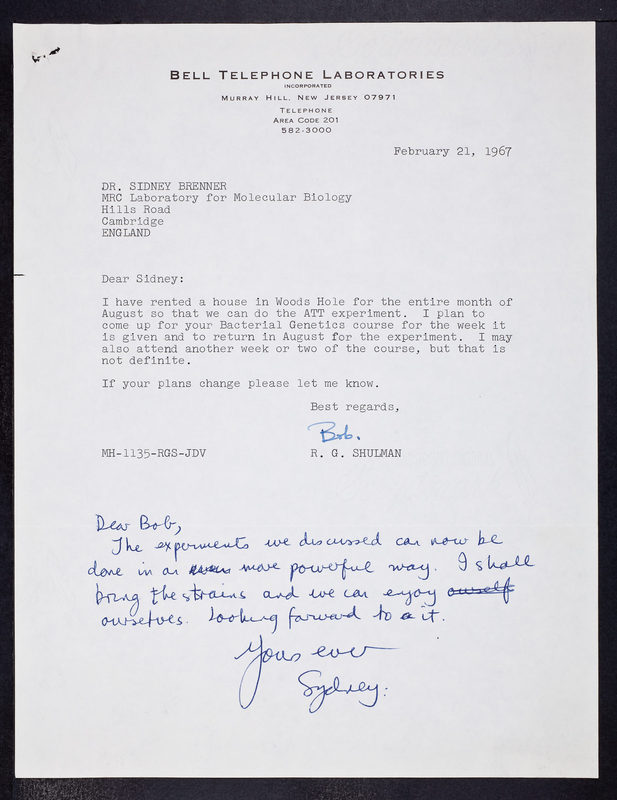 BELL TELEPHONE LABORATORIES
INCORPORATED
MURRAY HILL, NEW JERSEY 07971
TELEPHONE
AREA CODE 201
582-3000
February 21, 1967
DR. SIDNEY BRENNER
MRC Laboratory for Molecular Biology
Hills Road
Cambridge
ENGLAND
Dear Sidney:
I have rented a house in Woods Hole for the entire month of
August so that we can do the ATT experiment. I plan to
come up for your Bacterial Genetics course for the week it
is given and to return in August for the experiment. I may
also attend another week or two of the course, but that is
not definite.
If your plans change please let me know.
Best regards,
Bob.
MH-1135-RGS-JDV R. G. SHULMAN
Dear Bob,
The experiments we discussed can now be
done in an more powerful way. I shall
bring the strains and we can enjoy ourself
ourselves. Looking forward to it.
Yours ever
Sydney.